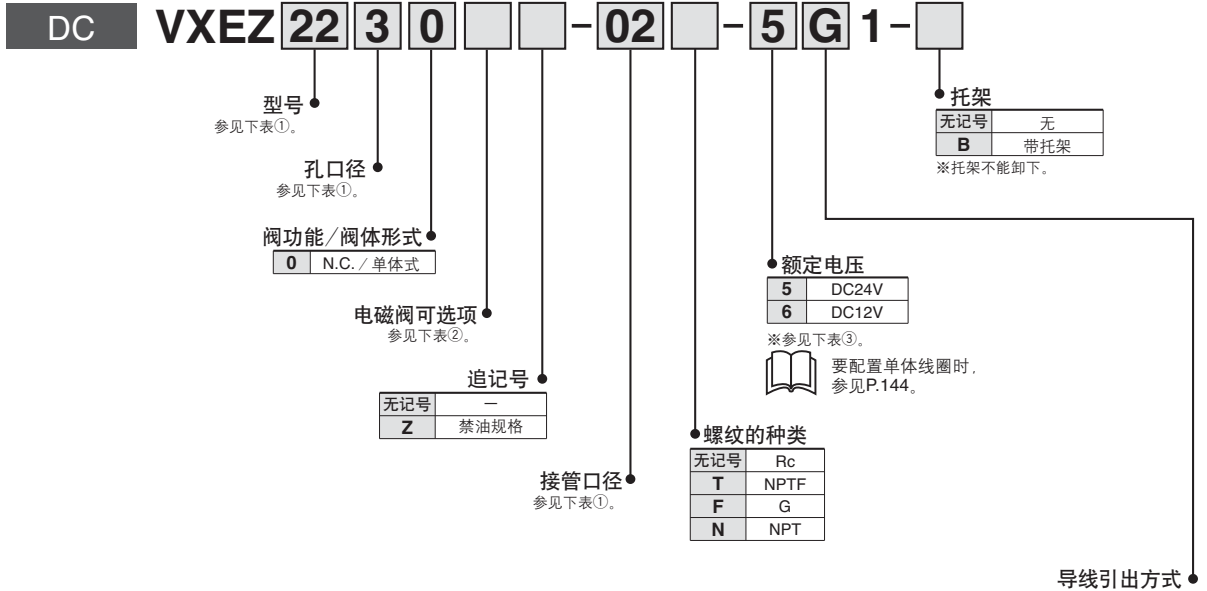 DC
VXEZ 22 3 0 - 02 - 5 G 1 -
型号
参见下表①。
孔口径
参见下表①。
阀功能/阀体形式
0 N.C. / 单体式
电磁阀可选项
参见下表②。
追记号
无记号 —
Z 禁油规格
接管口径
参见下表①。
螺纹的种类
无记号 Rc
T NPTF
F G
N NPT
额定电压
5 DC24V
6 DC12V
※参见下表③。
要配置单体线圈时，
参见P.144。
托架
无记号 无
B 带托架
※托架不能卸下。
导线引出方式